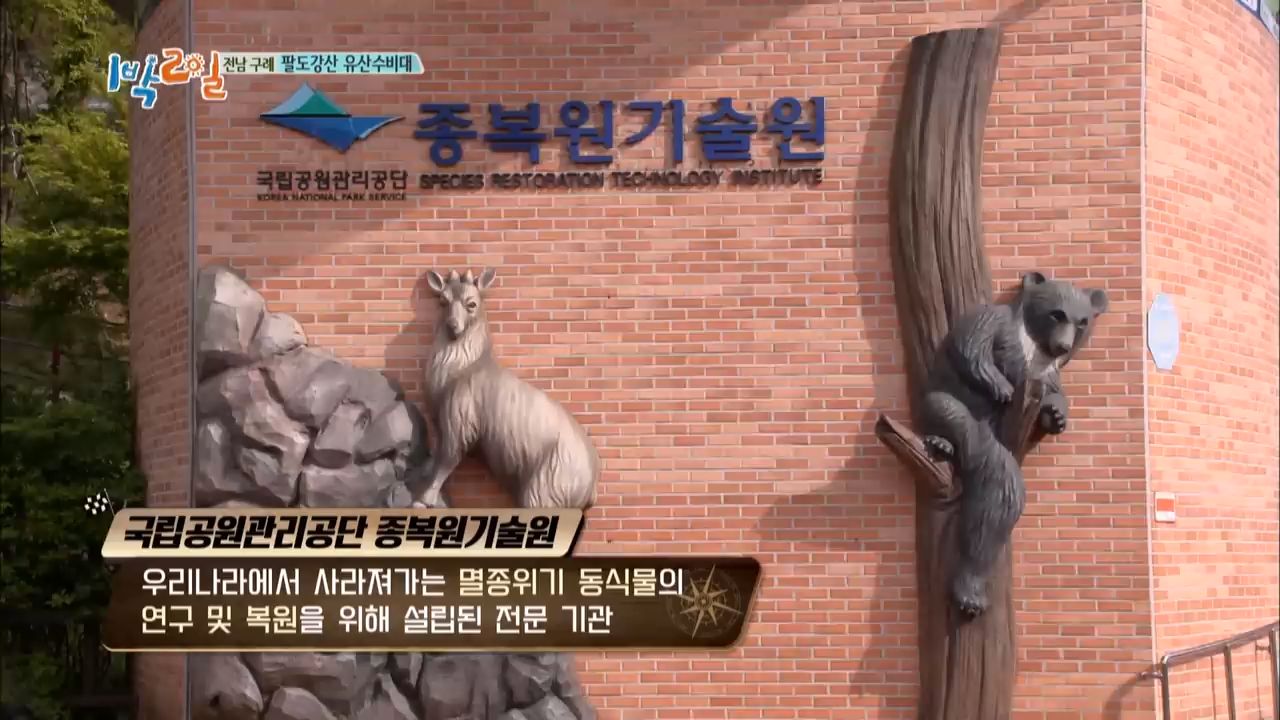 1박2일 전남 구례 팔도강산 유산수비대
종복원기술원
국립공원관리공단 SPECIES RESTORATION TECHNOLOGY INSTITUTE
KOREA NATIONAL PARK SERVICE
국립공원관리공단 종복원기술원
우리나라에서 사라져가는 멸종위기 동식물의
연구 및 복원을 위해 설립된 전문 기관